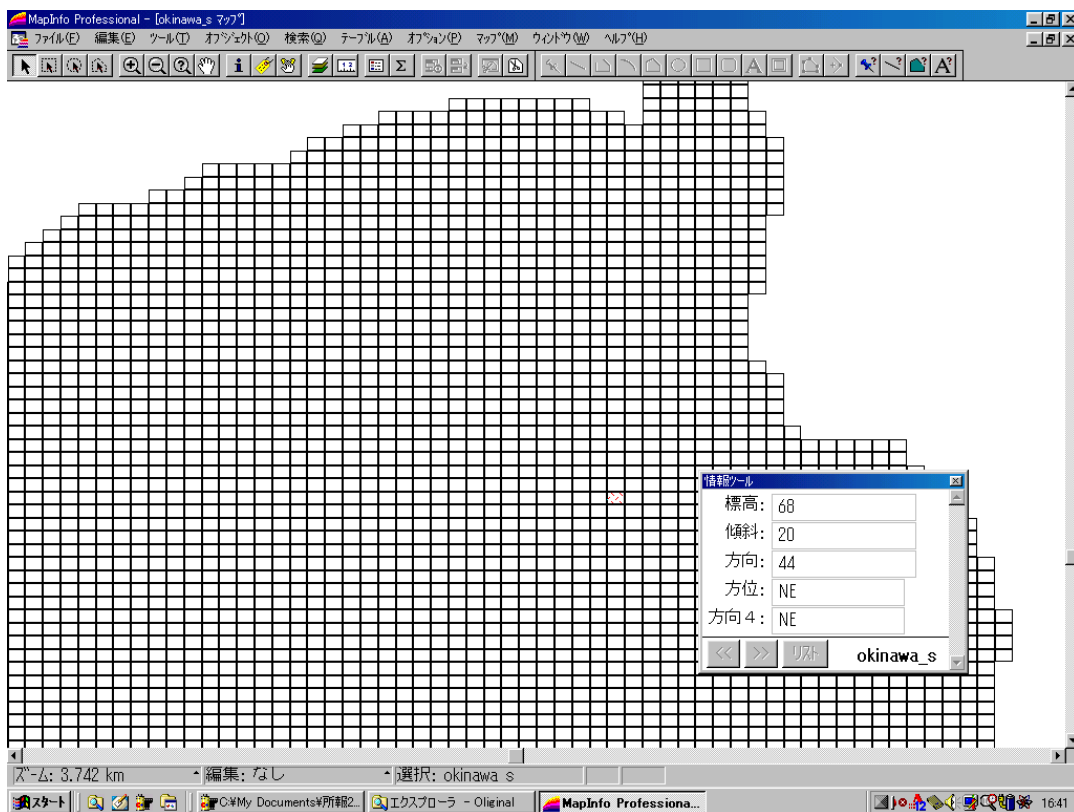 MapInfo Professional - [okinawa_s マップ]
ファイル(F) 編集(E) ツール(T) オブジェクト(O) 検索(Q) テーブル(A) オプション(P) マップ(M) ウィンドウ(W) ヘルプ(H)
情報ツール
標高: 68
傾斜: 20
方向: 44
方位: NE
方向4: NE
<< >> リスト okinawa_s
ズーム: 3.742 km 編集: なし 選択: okinawa s
スタート C:¥My Documents¥所報2... エクスプローラ - Oliginal MapInfo Professiona... 16:41